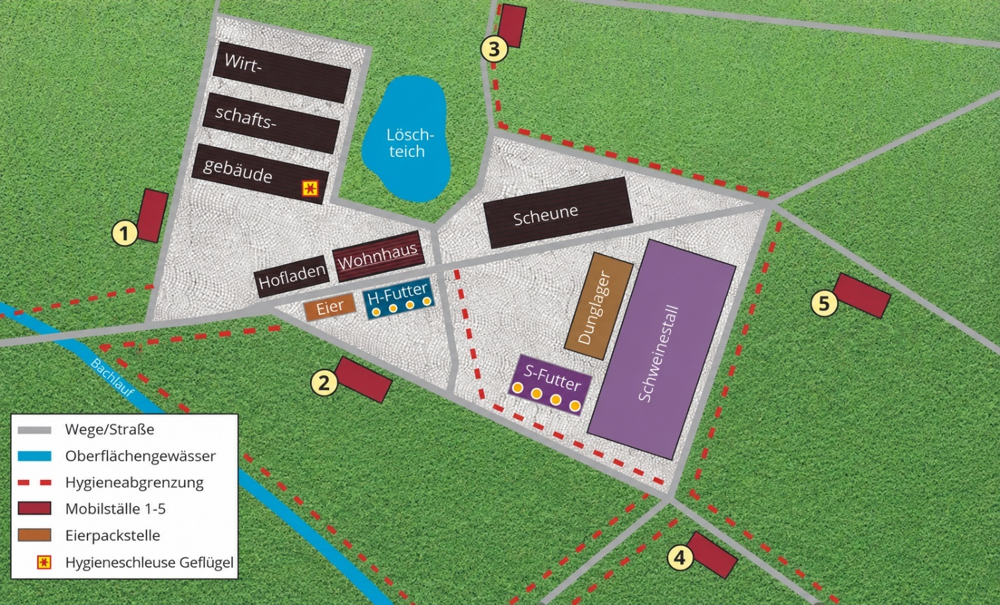 Wirt-
schafts-
gebäude
Lösch-
teich
3
Scheune
1
Wohnhaus
Hofladen
H-Futter
Eier
Dunglager
Schweinestall
5
S-Futter
2
Bachlauf
4
Wege/Straße
Oberflächengewässer
Hygieneabgrenzung
Mobilställe 1-5
Eierpackstelle
Hygieneschleuse Geflügel